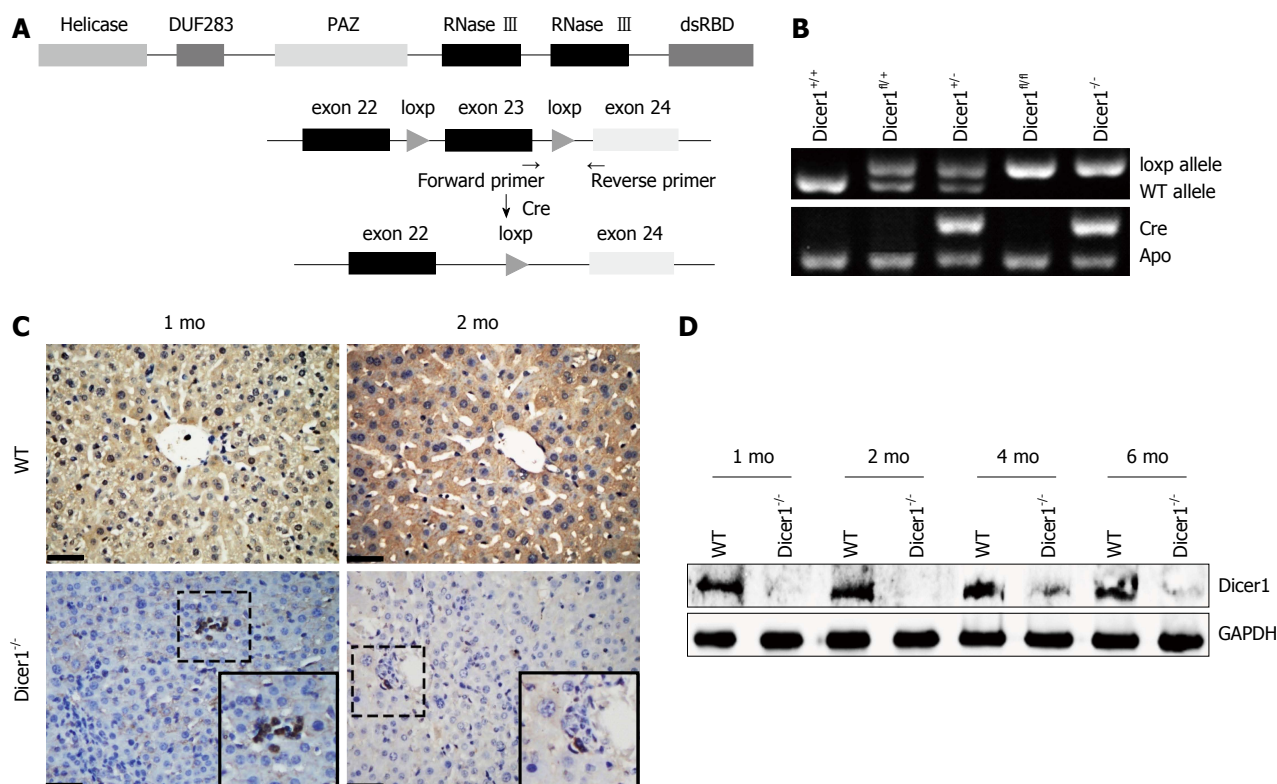 A
Helicase DUF283 PAZ RNase Ⅲ RNase Ⅲ dsRBD
exon 22 loxp exon 23 loxp exon 24
→ ←
Forward primer Reverse primer
↓ Cre
exon 22 loxp exon 24
B
Dicer1+/+ Dicer1fl/+ Dicer1+/- Dicer1fl/fl Dicer1-/-
loxp allele
WT allele
Cre
Apo
C
1 mo 2 mo
WT
Dicer1-/-
D
1 mo 2 mo 4 mo 6 mo
WT Dicer1-/- WT Dicer1-/- WT Dicer1-/- WT Dicer1-/-
Dicer1
GAPDH